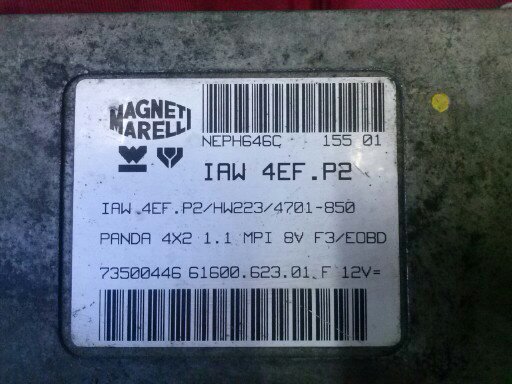 MAGNETI
MARELLI
NEPH646C 155 01
IAW 4EF.P2
IAW 4EF.P2/HW223/4701-850
PANDA 4X2 1.1 MPI 8V F3/EOBD
73500446 61600.623.01 F 12V=